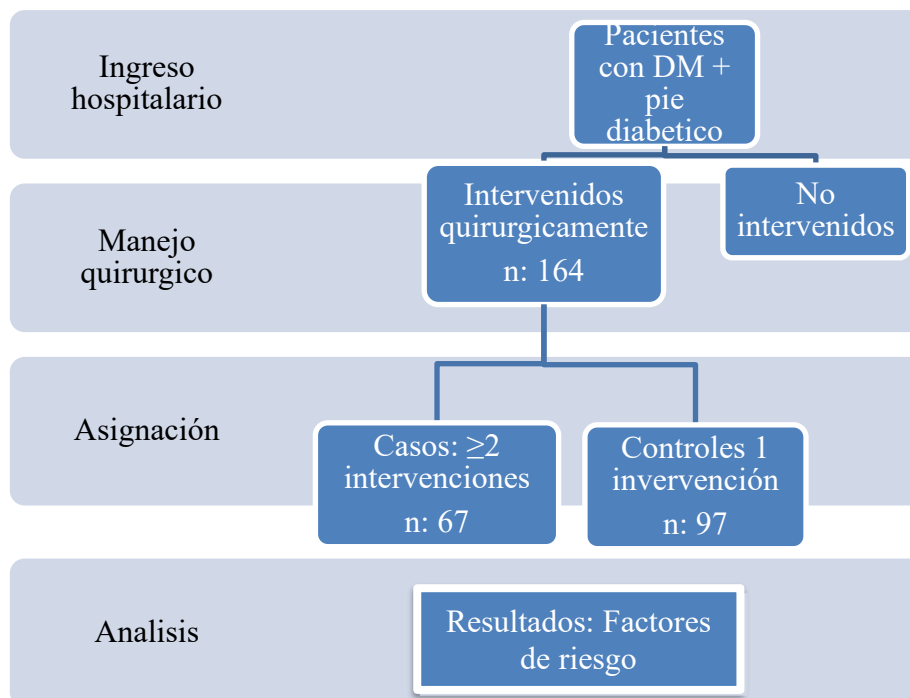 Ingreso
hospitalario
Pacientes
con DM +
pie
diabetico
Manejo
quirurgico
Intervenidos
quirurgicamente
n: 164
No
intervenidos
Asignación
Casos: ≥2
intervenciones
n: 67
Controles 1
invervención
n: 97
Analisis
Resultados: Factores
de riesgo